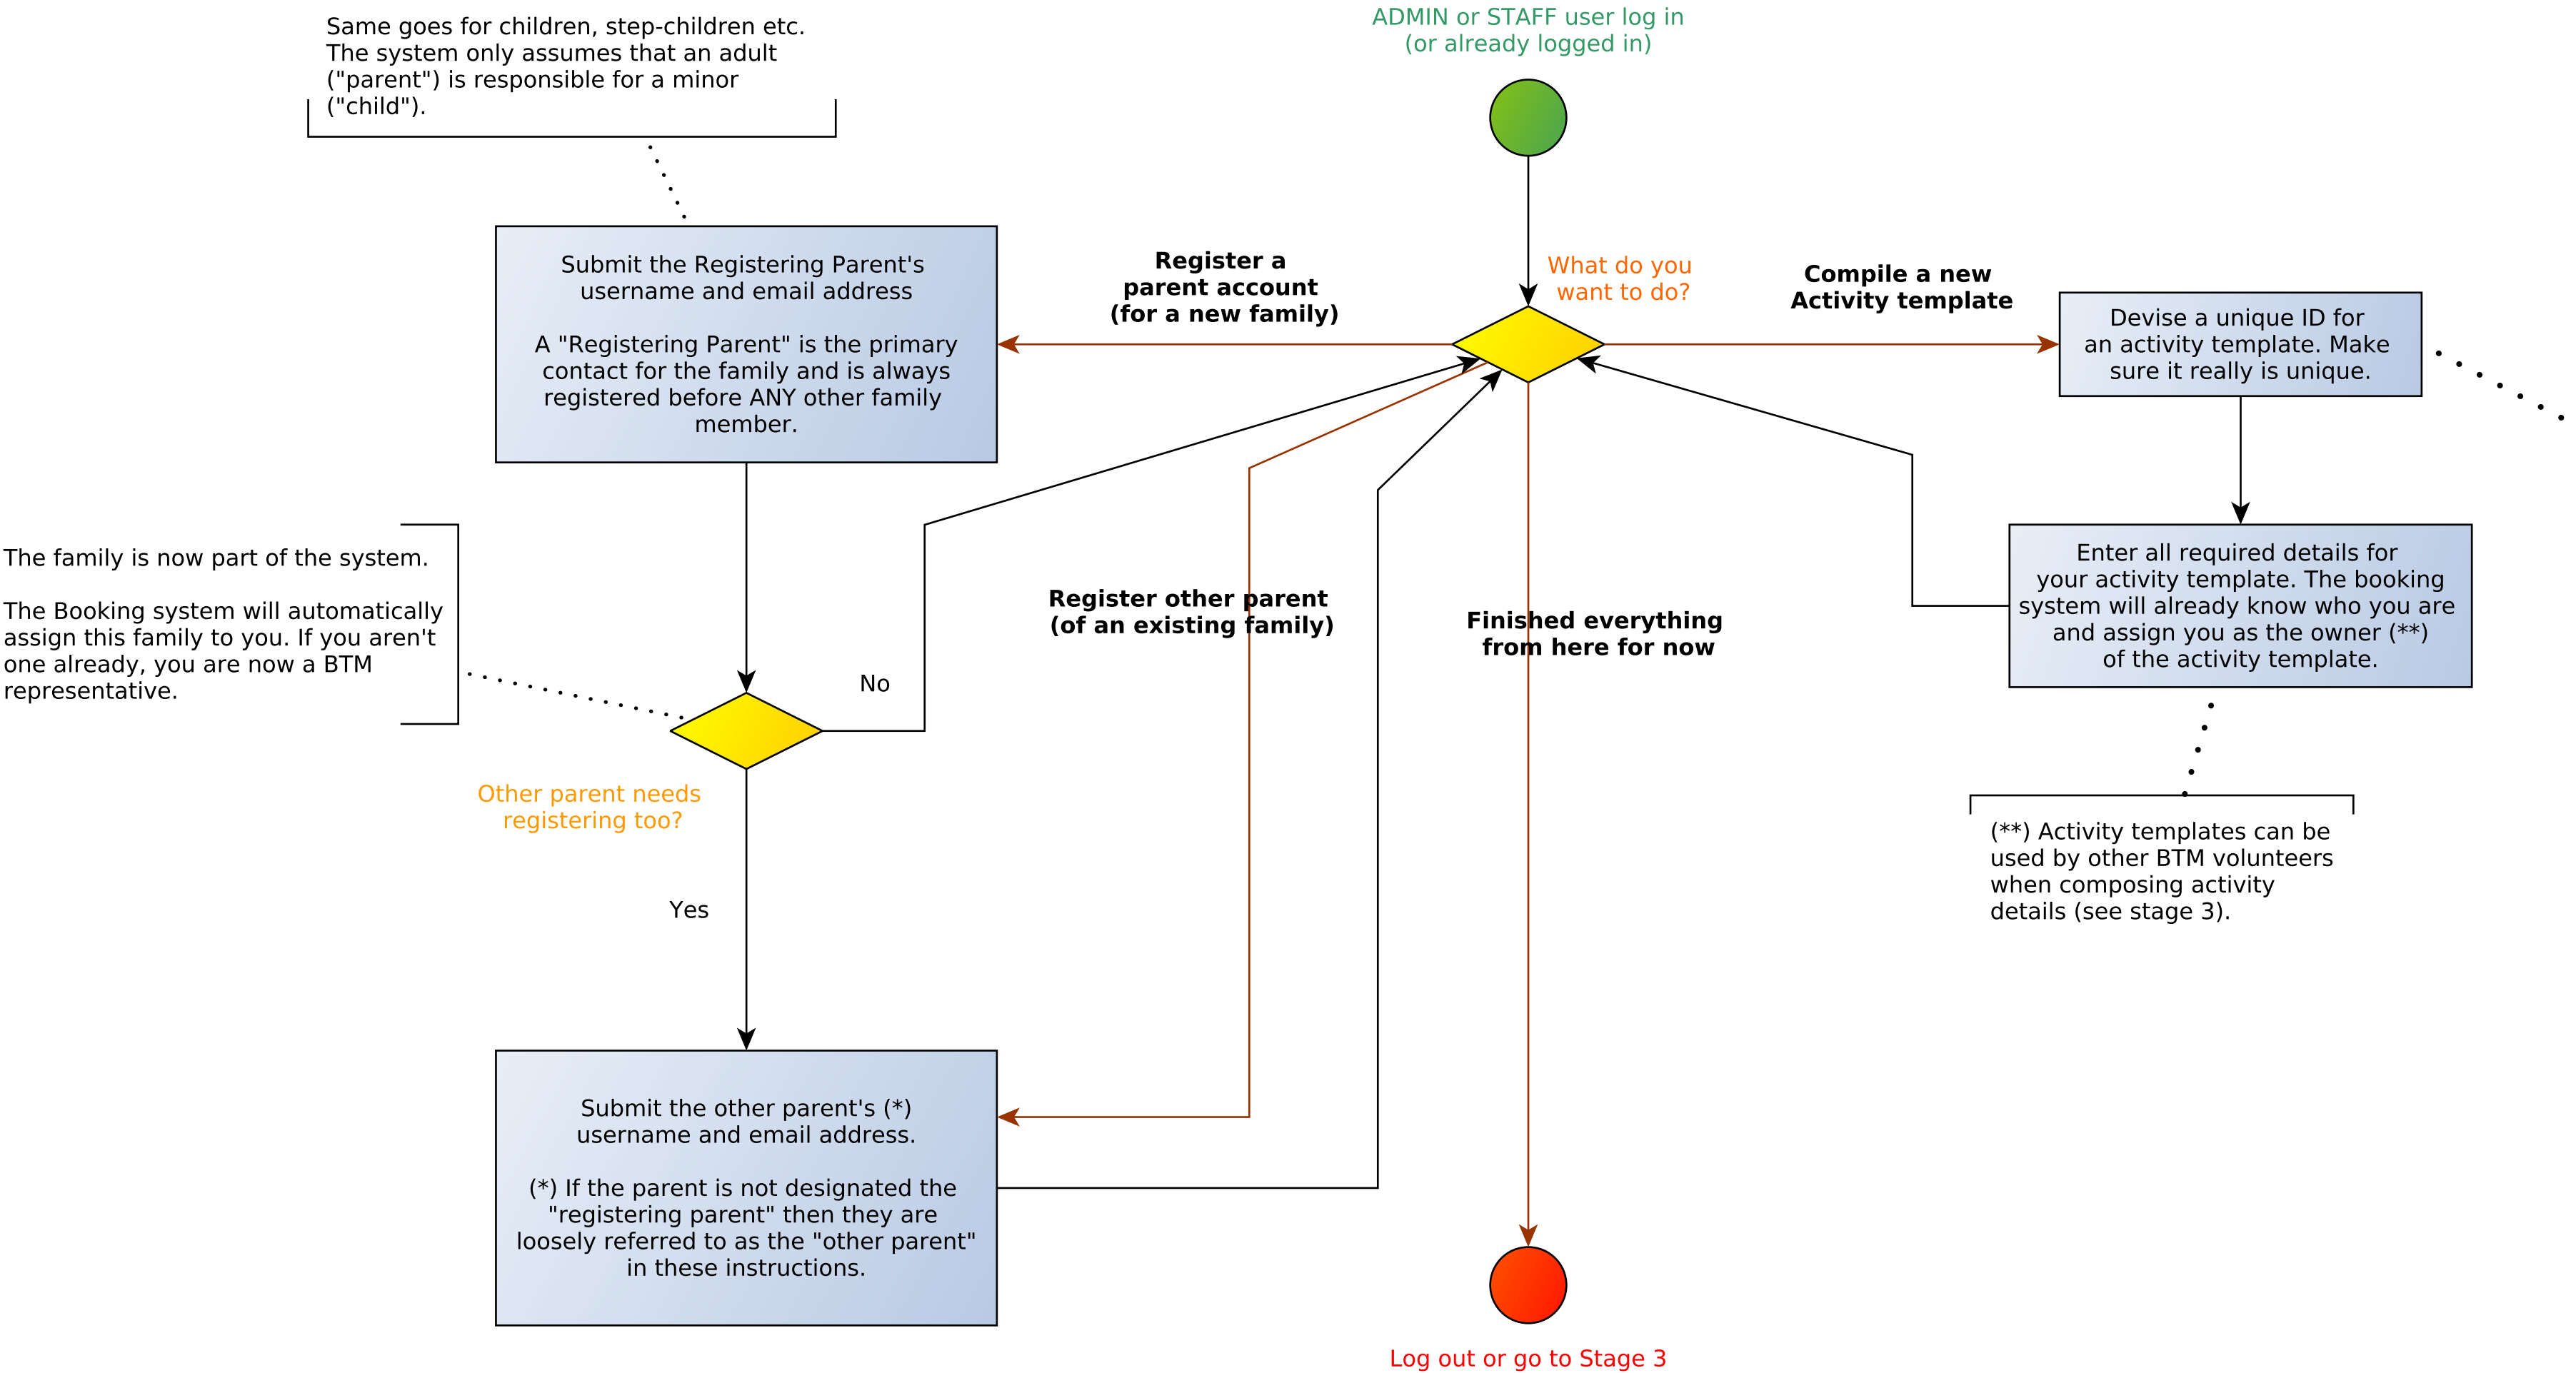 Same goes for children, step-children etc.
The system only assumes that an adult
("parent") is responsible for a minor
("child").
ADMIN or STAFF user log in
(or already logged in)
Submit the Registering Parent's
username and email address
A "Registering Parent" is the primary
contact for the family and is always
registered before ANY other family
member.
Register a
parent account
(for a new family)
What do you
want to do?
Compile a new
Activity template
Devise a unique ID for
an activity template. Make
sure it really is unique.
The family is now part of the system.
The Booking system will automatically
assign this family to you. If you aren't
one already, you are now a BTM
representative.
No
Register other parent
(of an existing family)
Finished everything
from here for now
Enter all required details for
your activity template. The booking
system will already know who you are
and assign you as the owner (**)
of the activity template.
Other parent needs
registering too?
Yes
(**) Activity templates can be
used by other BTM volunteers
when composing activity
details (see stage 3).
Submit the other parent's (*)
username and email address.
(*) If the parent is not designated the
"registering parent" then they are
loosely referred to as the "other parent"
in these instructions.
Log out or go to Stage 3